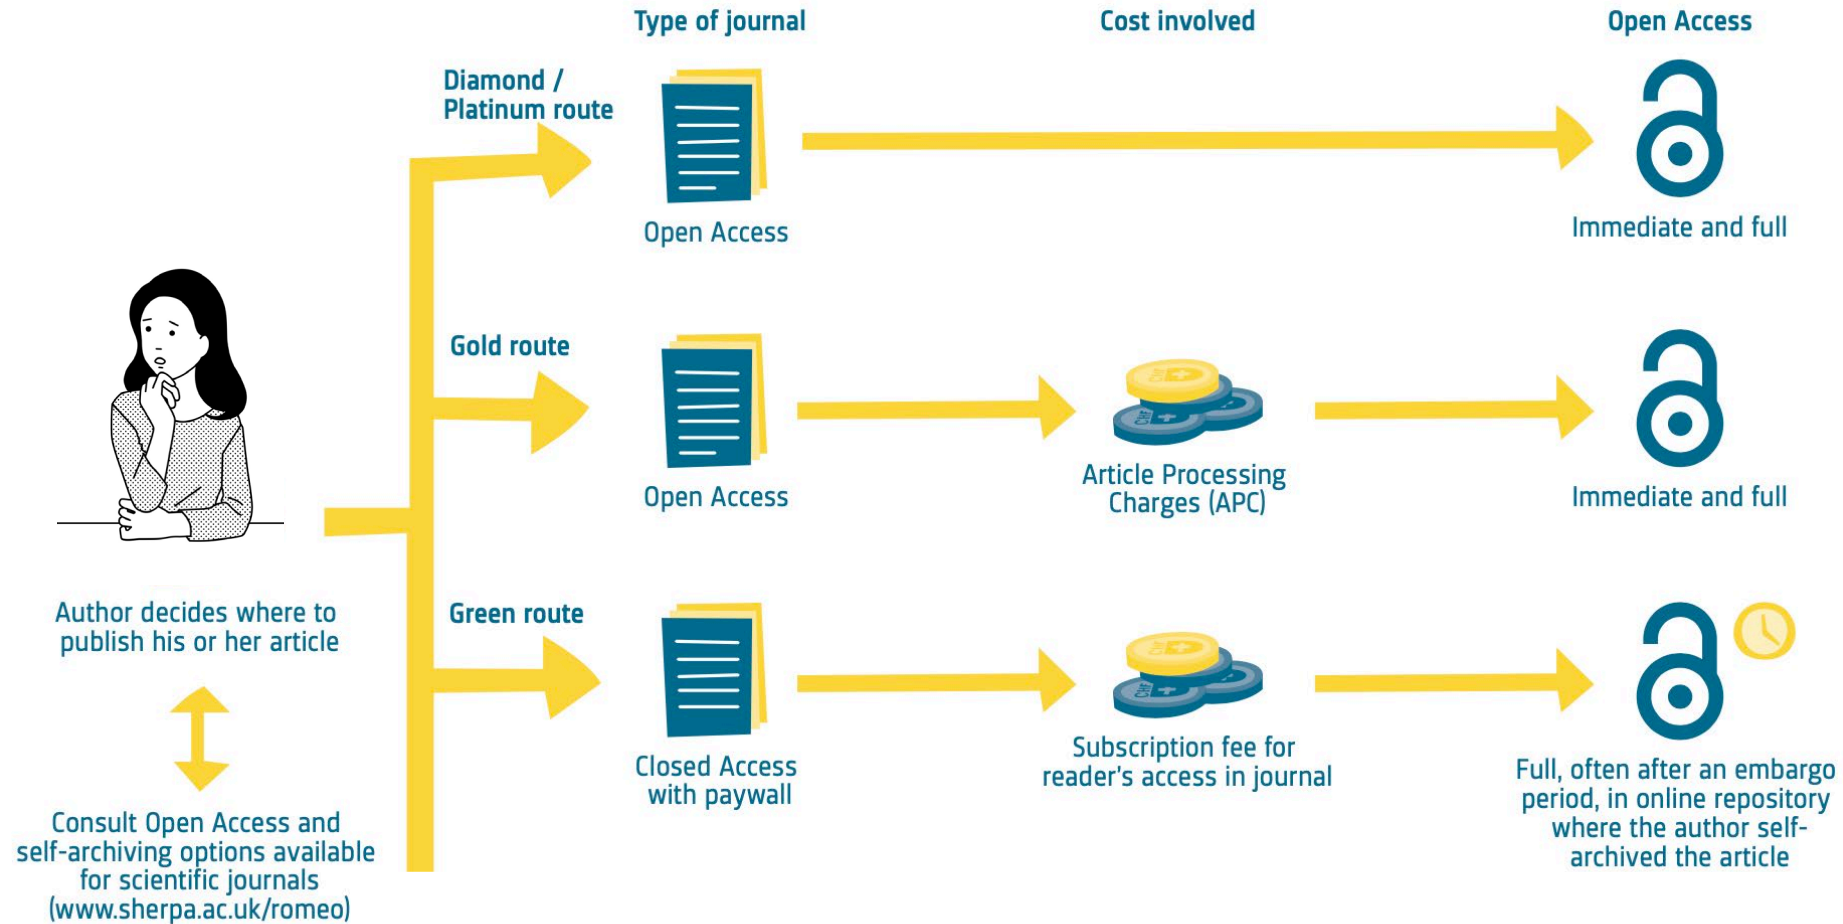 Type of journal
Cost involved
Open Access
Diamond /
Platinum route
Open Access
Immediate and full
Gold route
Open Access
CHF
CHF
Article Processing
Charges (APC)
Immediate and full
Author decides where to
publish his or her article
Consult Open Access and
self-archiving options available
for scientific journals
(www.sherpa.ac.uk/romeo)
Green route
Closed Access
with paywall
CHF
CHF
Subscription fee for
reader's access in journal
Full, often after an embargo
period, in online repository
where the author self-
archived the article